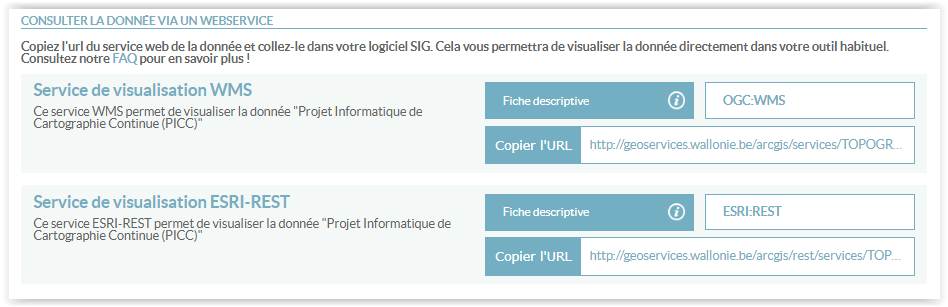 CONSULTER LA DONNÉE VIA UN WEBSERVICE
Copiez l'url du service web de la donnée et collez-le dans votre logiciel SIG. Cela vous permettra de visualiser la donnée directement dans votre outil habituel.
Consultez notre FAQ pour en savoir plus !
Service de visualisation WMS
Ce service WMS permet de visualiser la donnée "Projet Informatique de
Cartographie Continue (PICC)"
Fiche descriptive
OGC:WMS
Copier l'URL
http://geoservices.wallonie.be/arcgis/services/TOPOGR...
Service de visualisation ESRI-REST
Ce service ESRI-REST permet de visualiser la donnée "Projet Informatique de
Cartographie Continue (PICC)"
Fiche descriptive
ESRI:REST
Copier l'URL
http://geoservices.wallonie.be/arcgis/rest/services/TOP...